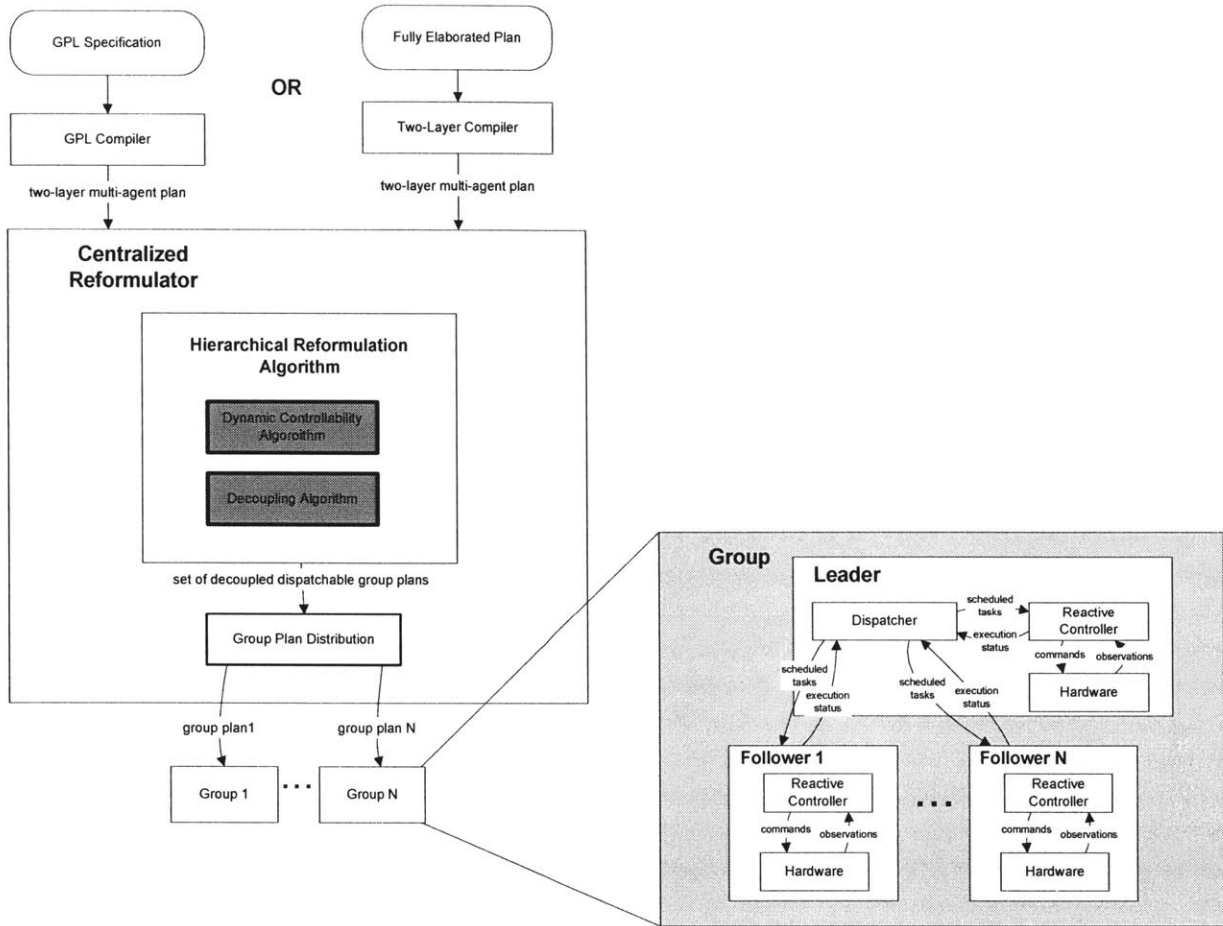 GPL Specification
Fully Elaborated Plan
OR
GPL Compiler
Two-Layer Compiler
two-layer multi-agent plan
two-layer multi-agent plan
Centralized
Reformulator
Hierarchical Reformulation
Algorithm
Dynamic Controllability
Algoroithm
Decoupling Algorithm
set of decoupled dispatchable group plans
Group Plan Distribution
group plan1
group plan N
Group 1
...
Group N
Group
Leader
Dispatcher
scheduled
tasks
execution
status
Reactive
Controller
commands
observations
Hardware
scheduled
tasks
execution
status
scheduled
tasks
execution
status
Follower 1
Reactive
Controller
commands
observations
Hardware
...
Follower N
Reactive
Controller
commands
observations
Hardware